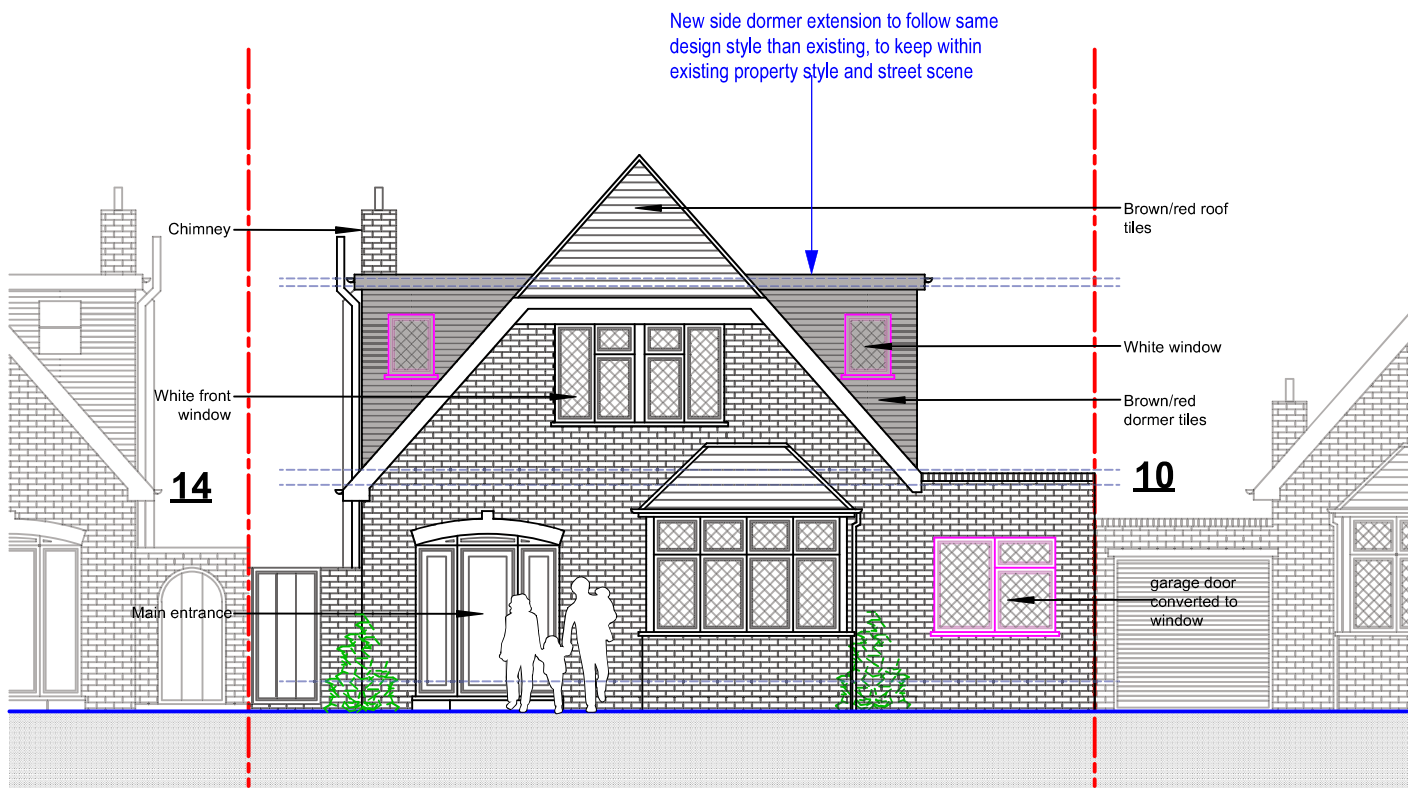 New side dormer extension to follow same
design style than existing, to keep within
existing property style and street scene
Chimney
Brown/red roof
tiles
White window
White front
window
Brown/red
dormer tiles
14
10
garage door
converted to
window
Main entrance